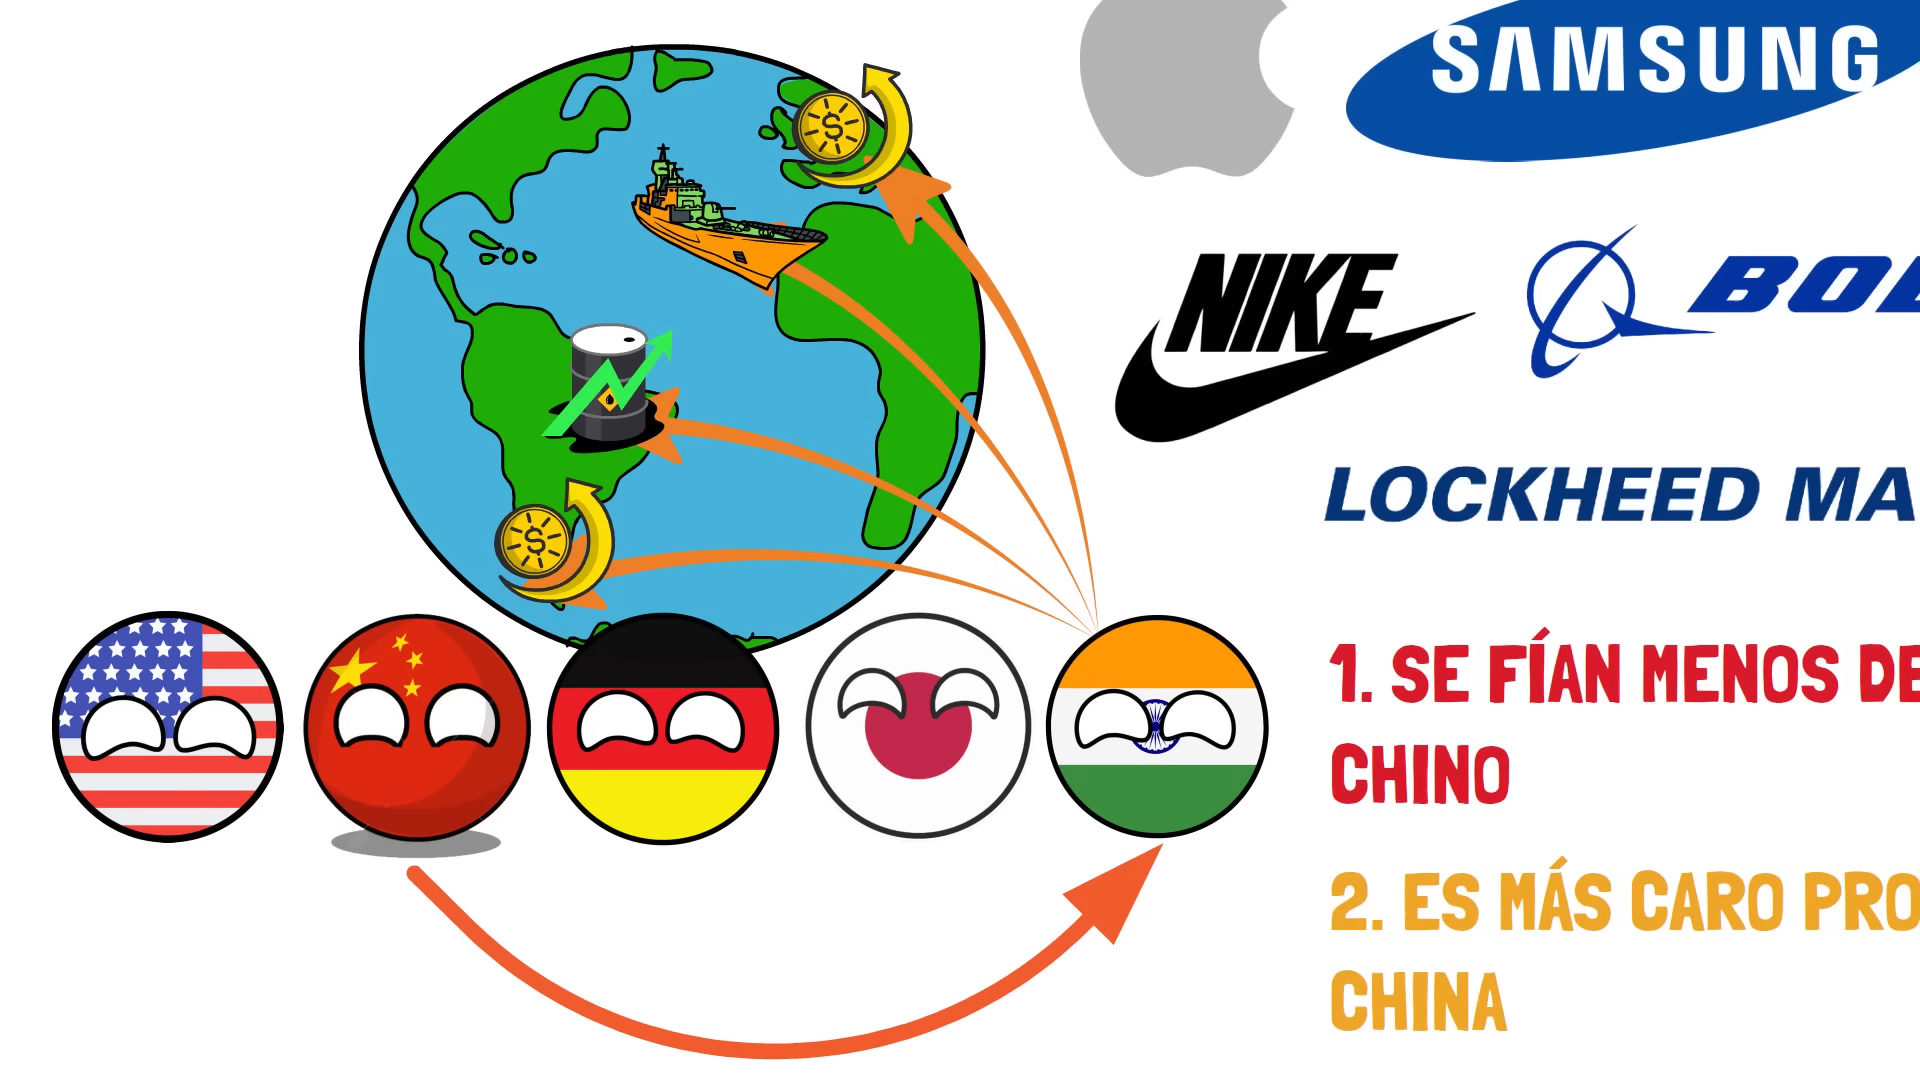 SAMSUNG
NIKE
LOCKHEED MA
1. SE FÍAN MENOS DE
CHINO
2. ES MÁS CARO PRO
CHINA
$
$